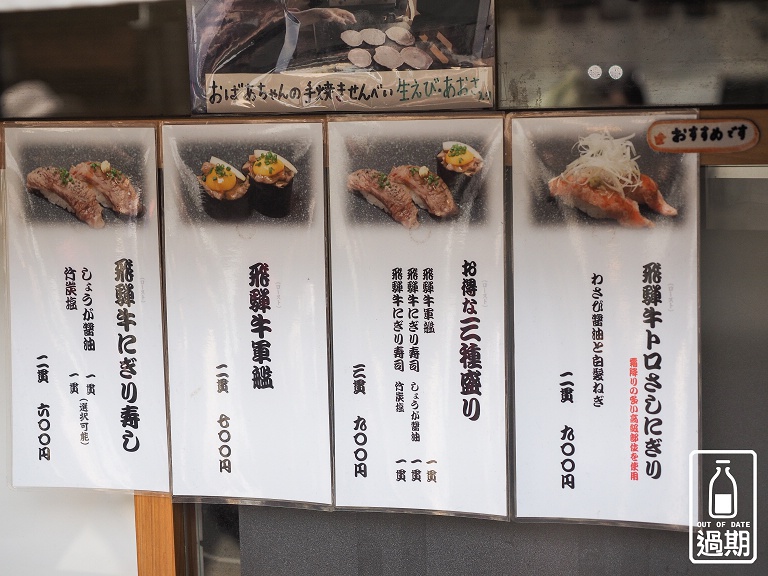 おばあちゃんの手焼きせんべい 生えび・あおさ
おすすめです
飛騨牛トロさしにぎり
霜降りの多い高級部位を使用
わさび醤油と白髪ねぎ
二貫 九〇〇円
お得な三種盛り
飛騨牛軍艦 一貫
飛騨牛にぎり寿司 しょうが醤油 一貫
飛騨牛にぎり寿司 竹炭塩 一貫
三貫 九〇〇円
飛騨牛軍艦
二貫 七〇〇円
飛騨牛にぎり寿し
しょうが醤油 一貫
竹炭塩 一貫(選択可能)
二貫 六〇〇円
OUT OF DATE
過期